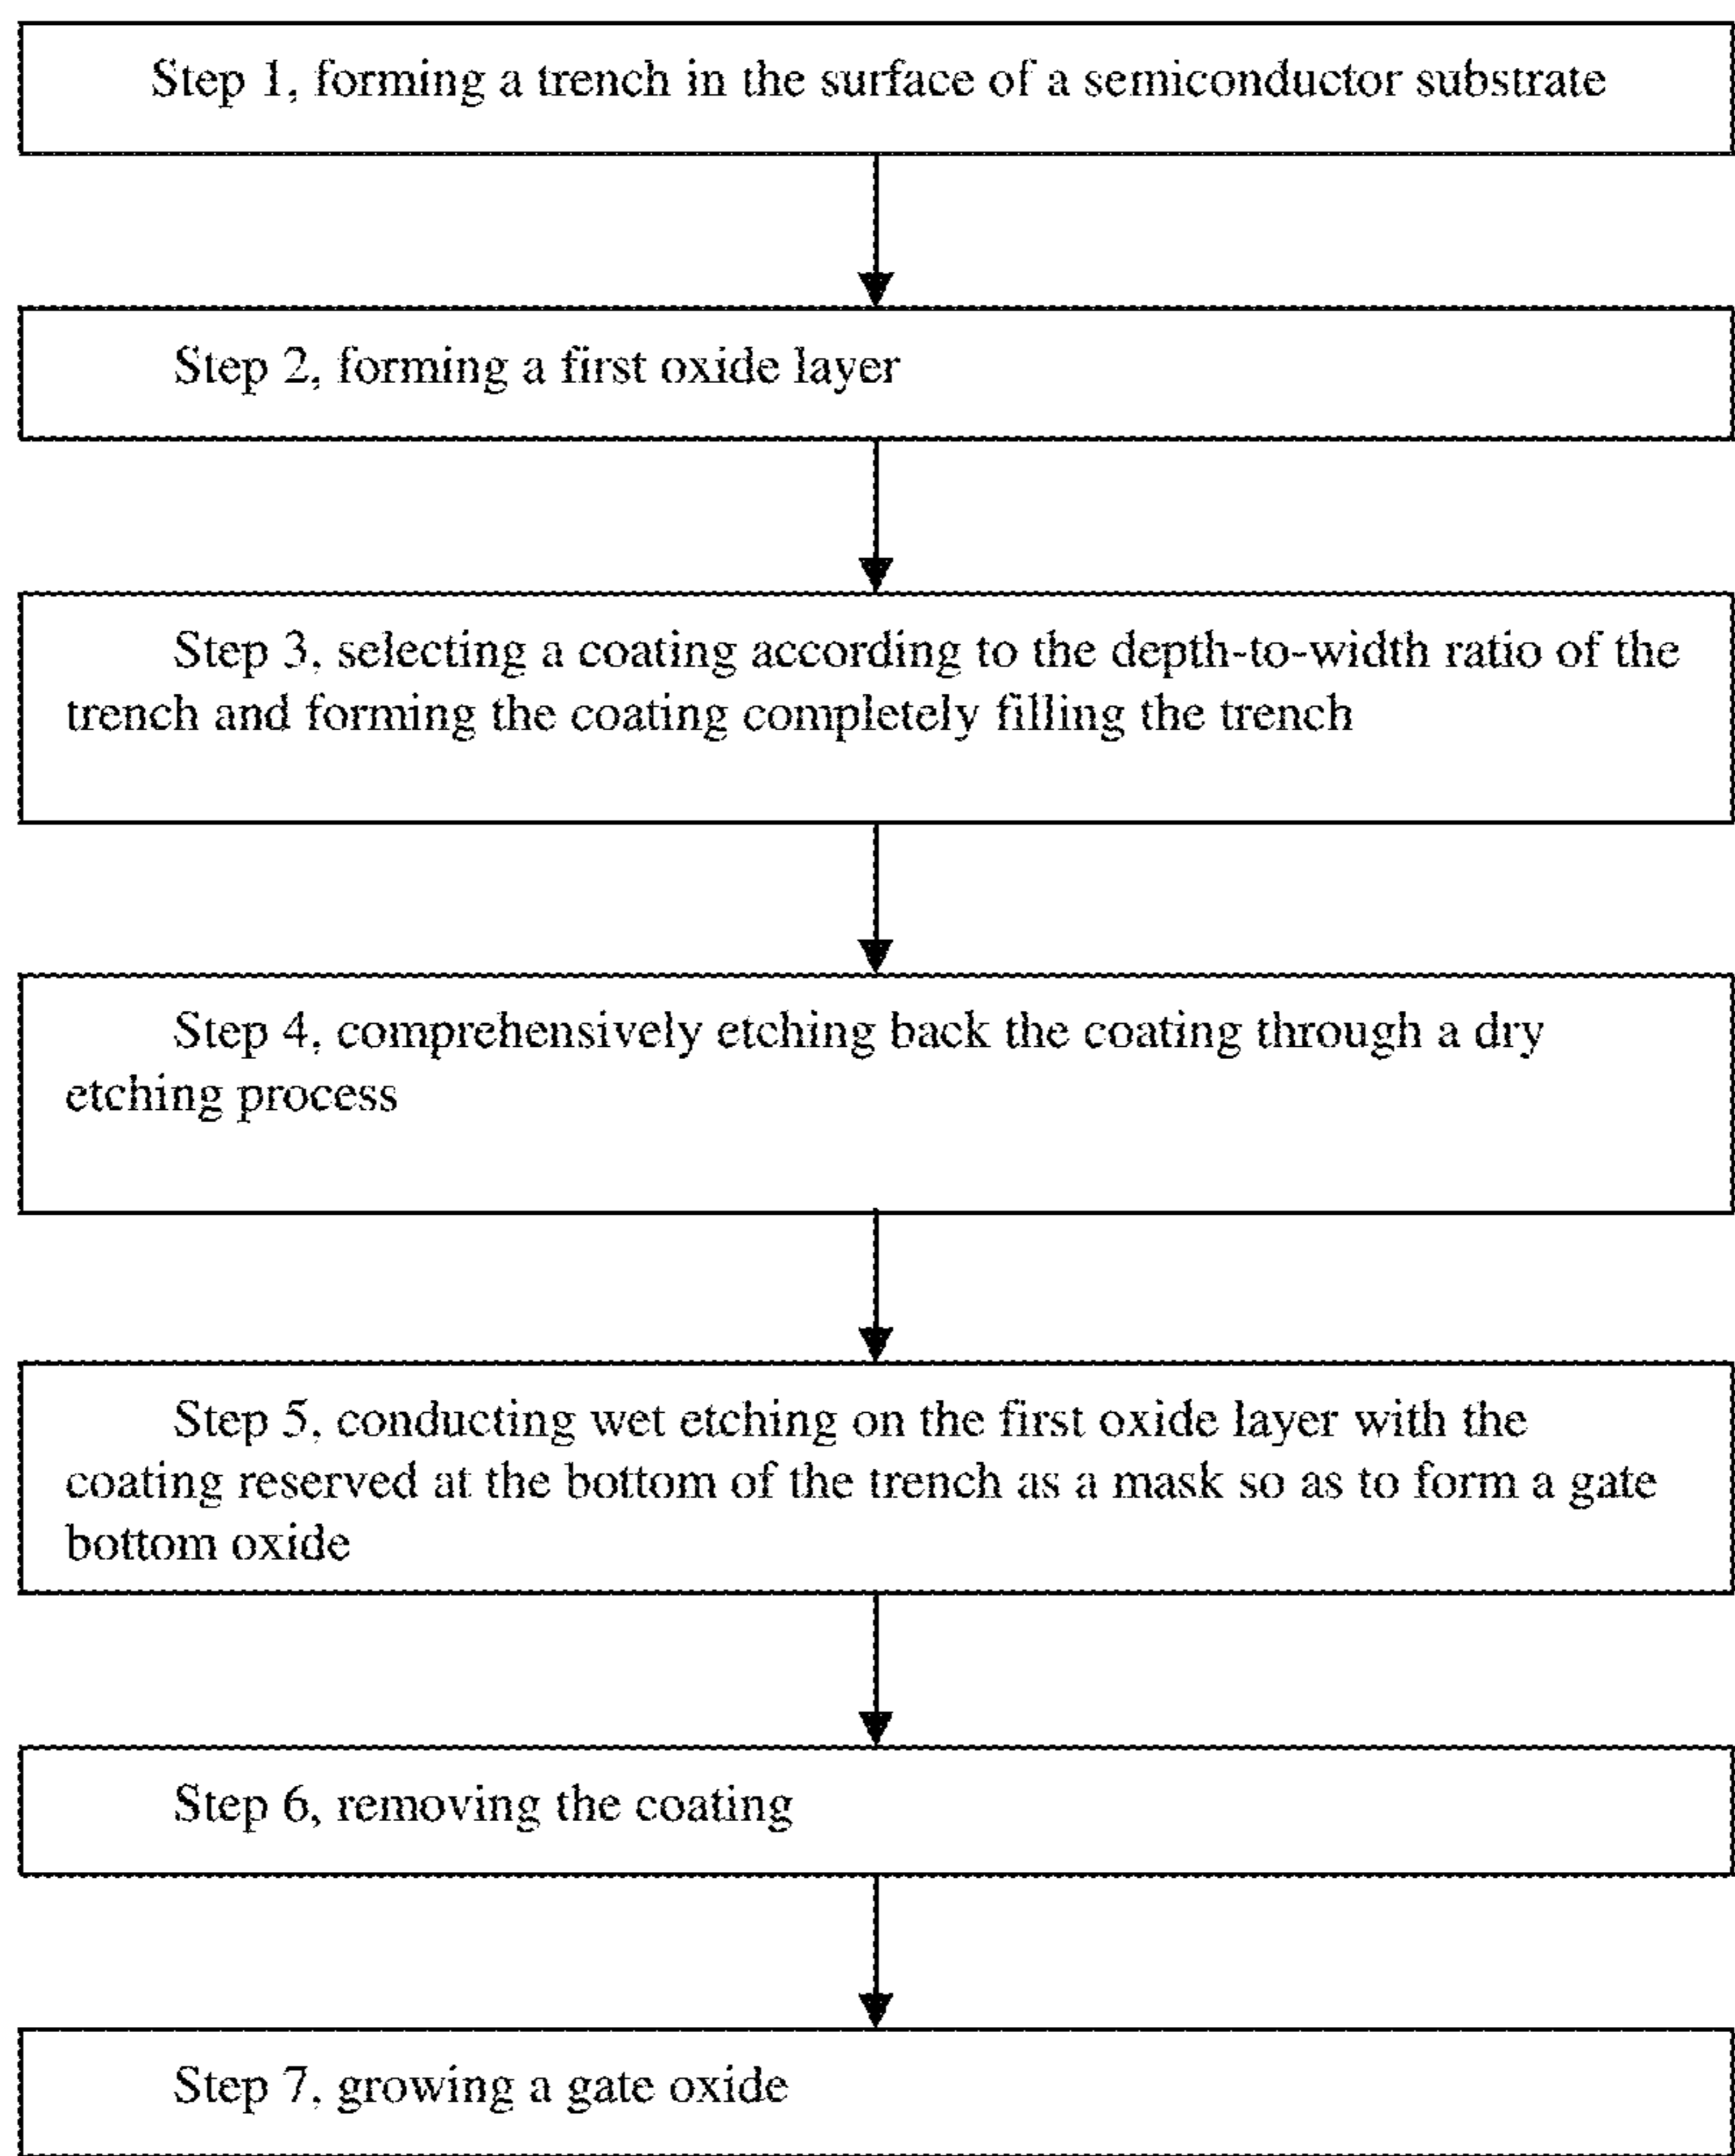 Step 1, forming a trench in the surface of a semiconductor substrate
Step 2, forming a first oxide layer
Step 3, selecting a coating according to the depth-to-width ratio of the
trench and forming the coating completely filling the trench
Step 4, comprehensively etching back the coating through a dry
etching process
Step 5, conducting wet etching on the first oxide layer with the
coating reserved at the bottom of the trench as a mask so as to form a gate
bottom oxide
Step 6, removing the coating
Step 7, growing a gate oxide